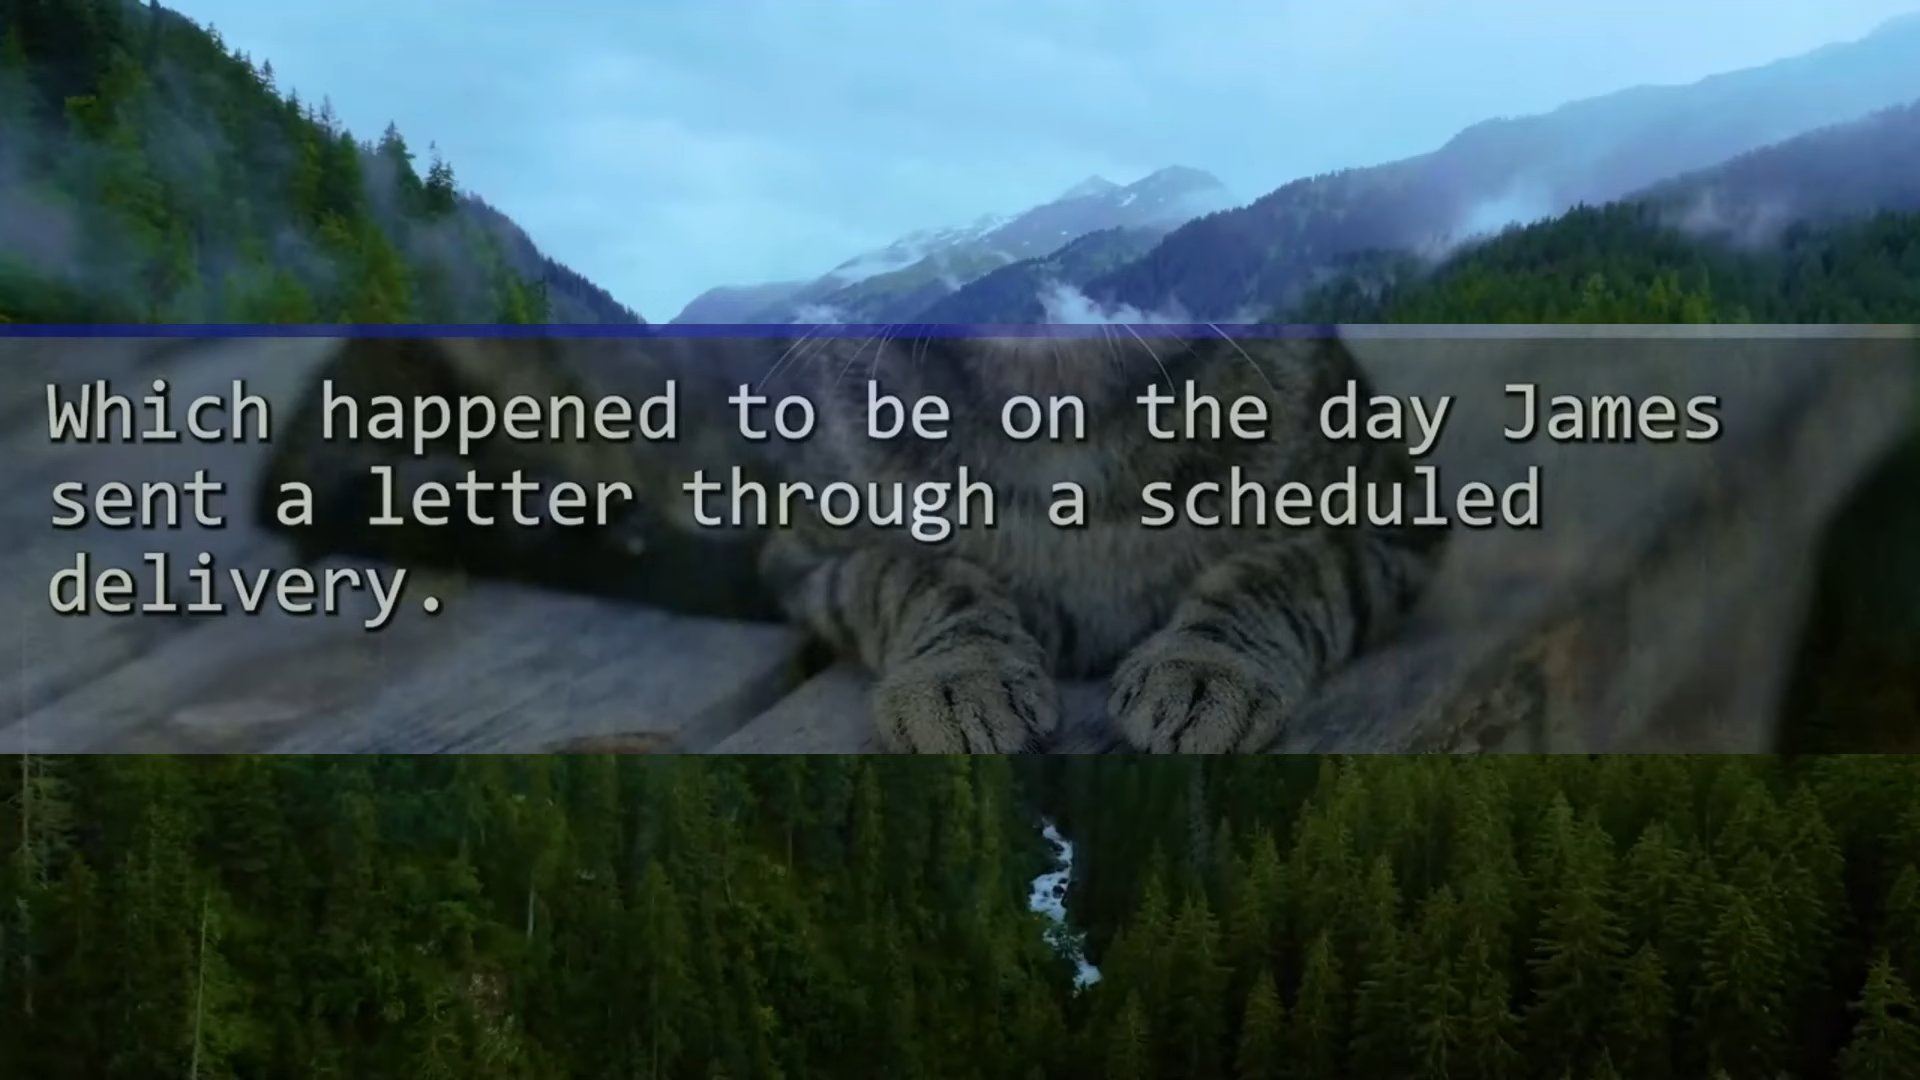 Which happened to be on the day James
sent a letter through a scheduled
delivery.